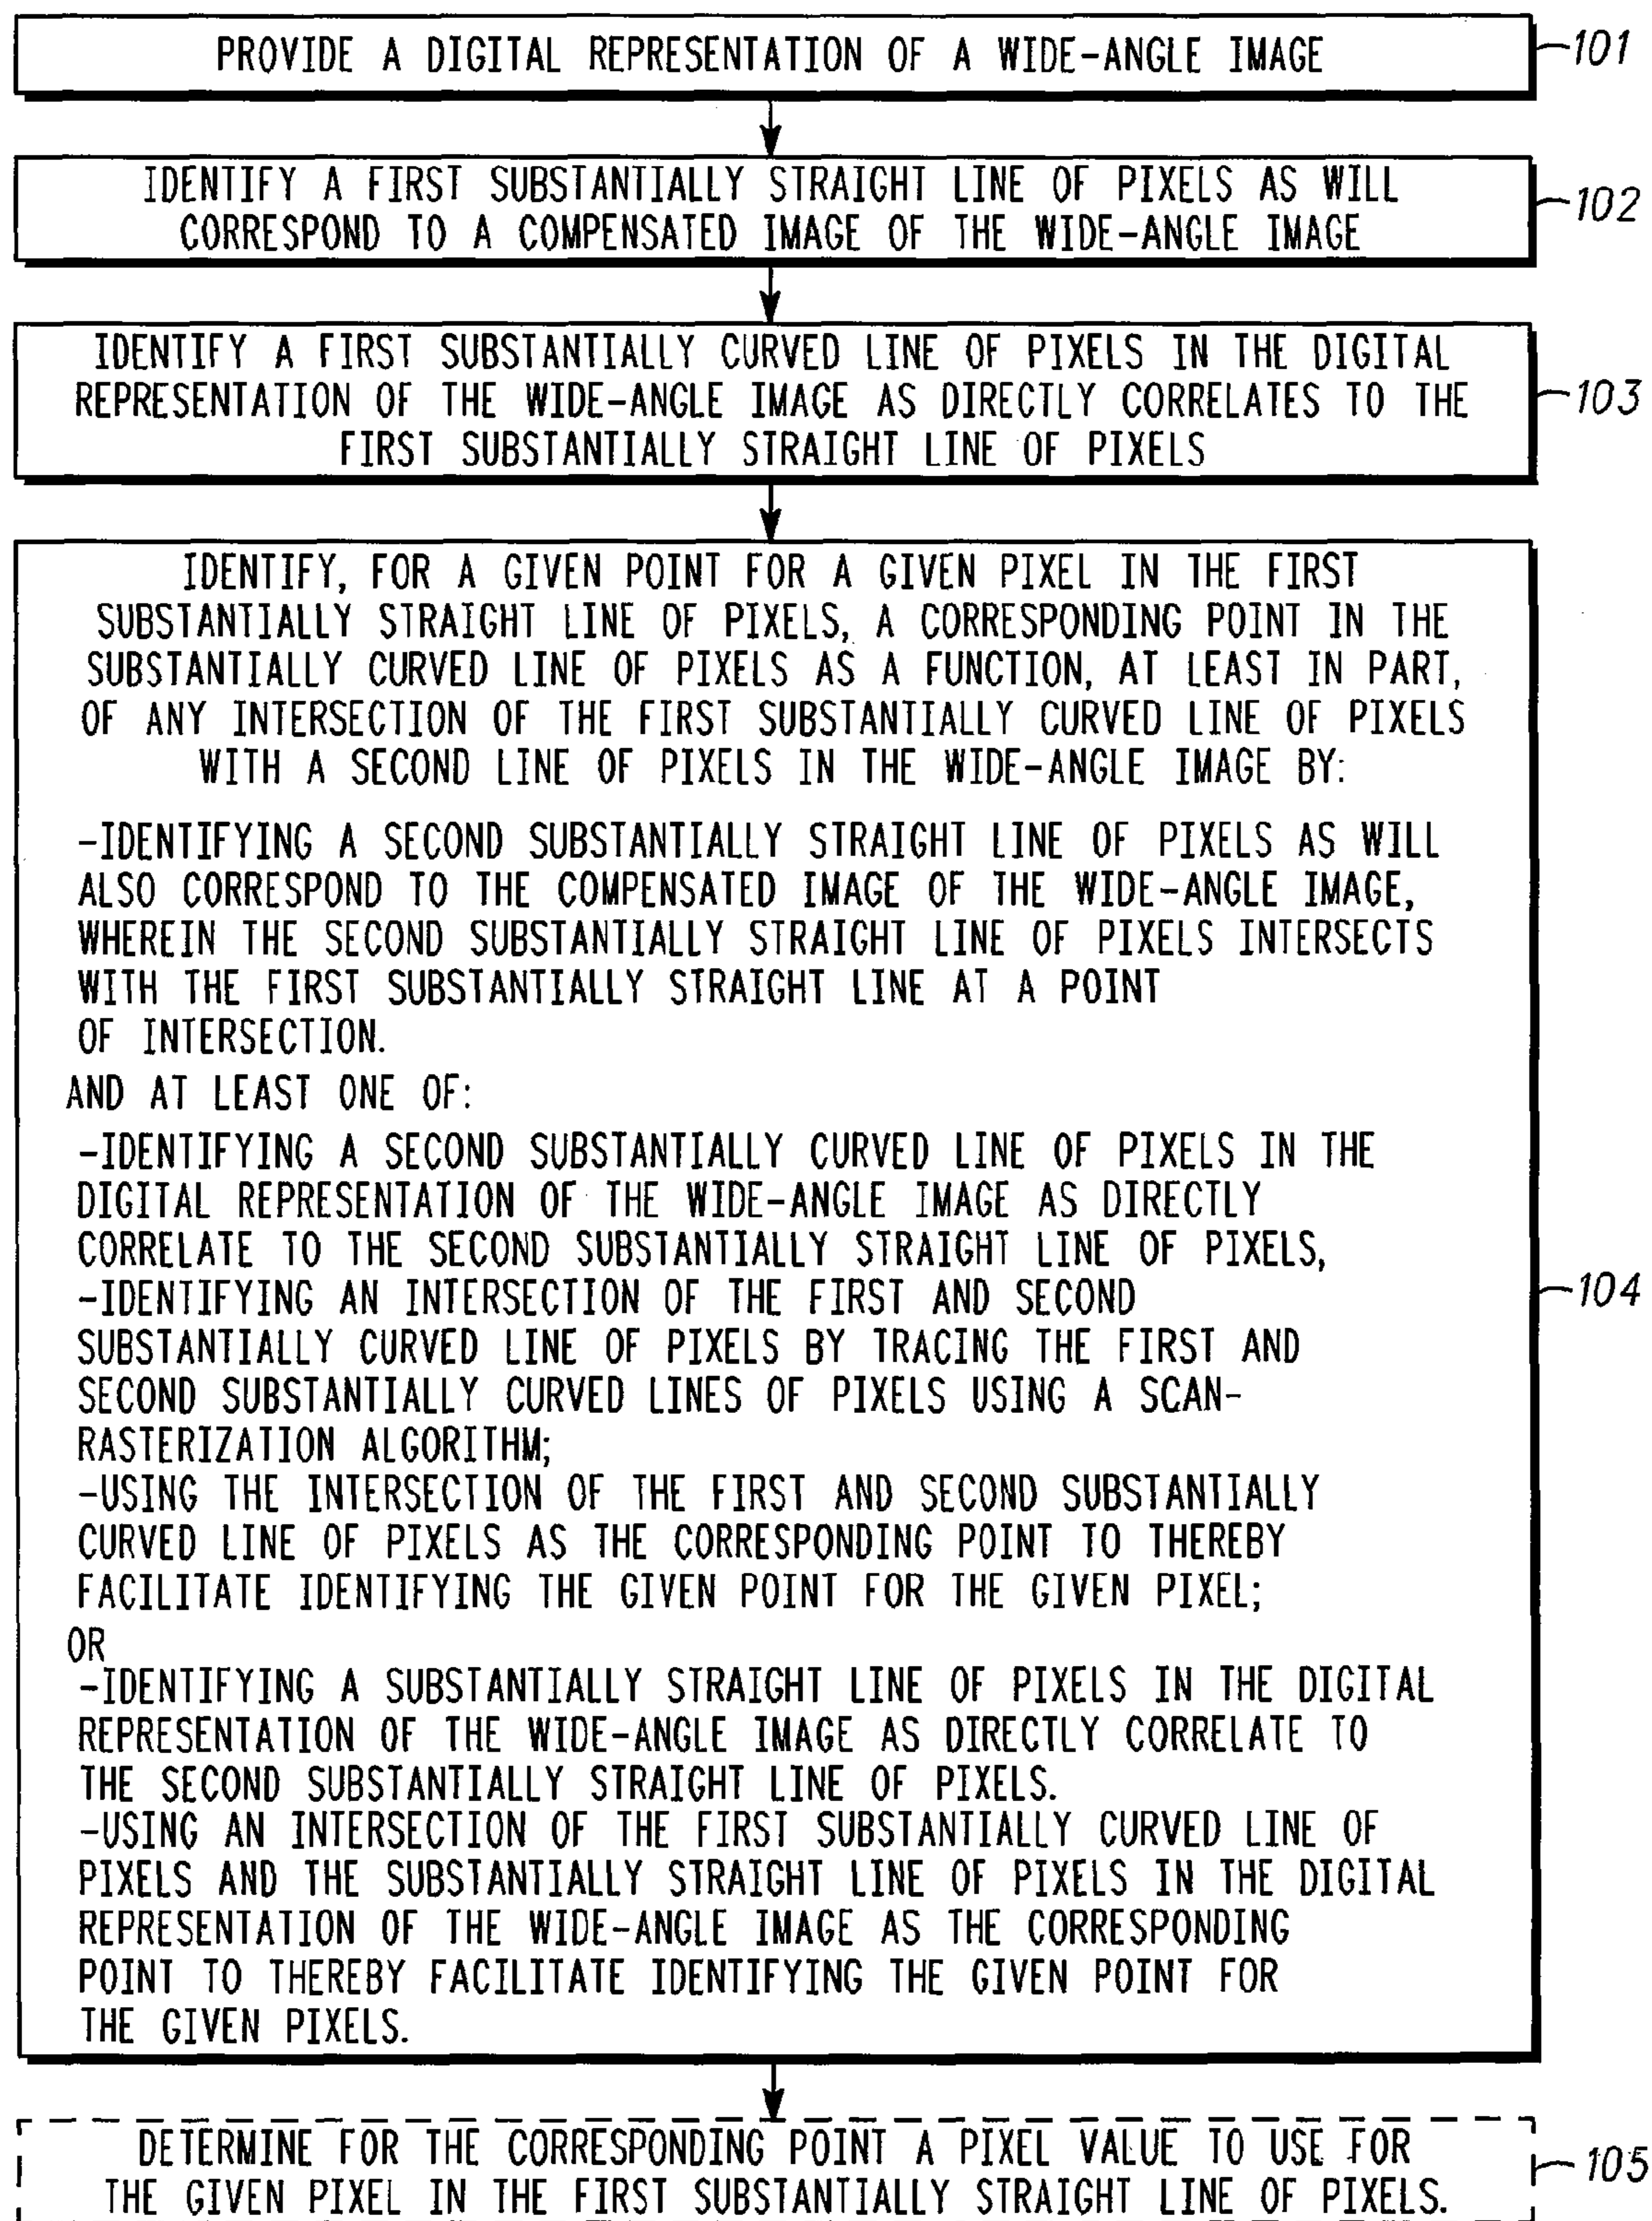 PROVIDE A DIGITAL REPRESENTATION OF A WIDE-ANGLE IMAGE
101
IDENTIFY A FIRST SUBSTANTIALLY STRAIGHT LINE OF PIXELS AS WILL
CORRESPOND TO A COMPENSATED IMAGE OF THE WIDE-ANGLE IMAGE
102
IDENTIFY A FIRST SUBSTANTIALLY CURVED LINE OF PIXELS IN THE DIGITAL
REPRESENTATION OF THE WIDE-ANGLE IMAGE AS DIRECTLY CORRELATES TO THE
FIRST SUBSTANTIALLY STRAIGHT LINE OF PIXELS
103
IDENTIFY, FOR A GIVEN POINT FOR A GIVEN PIXEL IN THE FIRST
SUBSTANTIALLY STRAIGHT LINE OF PIXELS, A CORRESPONDING POINT IN THE
SUBSTANTIALLY CURVED LINE OF PIXELS AS A FUNCTION, AT LEAST IN PART,
OF ANY INTERSECTION OF THE FIRST SUBSTANTIALLY CURVED LINE OF PIXELS
WITH A SECOND LINE OF PIXELS IN THE WIDE-ANGLE IMAGE BY:
-IDENTIFYING A SECOND SUBSTANTIALLY STRAIGHT LINE OF PIXELS AS WILL
ALSO CORRESPOND TO THE COMPENSATED IMAGE OF THE WIDE-ANGLE IMAGE,
WHEREIN THE SECOND SUBSTANTIALLY STRAIGHT LINE OF PIXELS INTERSECTS
WITH THE FIRST SUBSTANTIALLY STRAIGHT LINE AT A POINT
OF INTERSECTION.
AND AT LEAST ONE OF:
-IDENTIFYING A SECOND SUBSTANTIALLY CURVED LINE OF PIXELS IN THE
DIGITAL REPRESENTATION OF THE WIDE-ANGLE IMAGE AS DIRECTLY
CORRELATE TO THE SECOND SUBSTANTIALLY STRAIGHT LINE OF PIXELS,
-IDENTIFYING AN INTERSECTION OF THE FIRST AND SECOND
SUBSTANTIALLY CURVED LINE OF PIXELS BY TRACING THE FIRST AND
SECOND SUBSTANTIALLY CURVED LINES OF PIXELS USING A SCAN-
RASTERIZATION ALGORITHM;
-USING THE INTERSECTION OF THE FIRST AND SECOND SUBSTANTIALLY
CURVED LINE OF PIXELS AS THE CORRESPONDING POINT TO THEREBY
FACILITATE IDENTIFYING THE GIVEN POINT FOR THE GIVEN PIXEL;
OR
-IDENTIFYING A SUBSTANTIALLY STRAIGHT LINE OF PIXELS IN THE DIGITAL
REPRESENTATION OF THE WIDE-ANGLE IMAGE AS DIRECTLY CORRELATE TO
THE SECOND SUBSTANTIALLY STRAIGHT LINE OF PIXELS.
-USING AN INTERSECTION OF THE FIRST SUBSTANTIALLY CURVED LINE OF
PIXELS AND THE SUBSTANTIALLY STRAIGHT LINE OF PIXELS IN THE DIGITAL
REPRESENTATION OF THE WIDE-ANGLE IMAGE AS THE CORRESPONDING
POINT TO THEREBY FACILITATE IDENTIFYING THE GIVEN POINT FOR
THE GIVEN PIXELS.
104
DETERMINE FOR THE CORRESPONDING POINT A PIXEL VALUE TO USE FOR
THE GIVEN PIXEL IN THE FIRST SUBSTANTIALLY STRAIGHT LINE OF PIXELS.
105